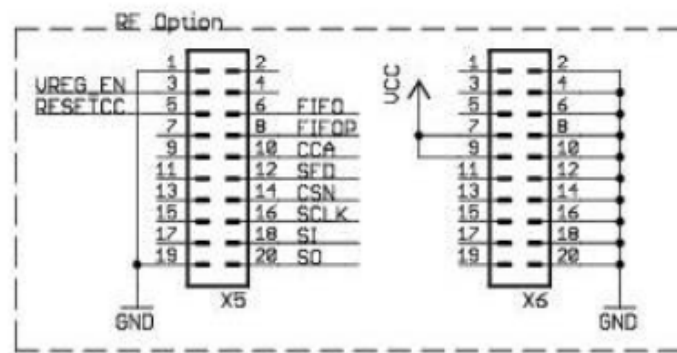 RF Option
1 2 1 2
VREG_EN 3 4 VCC 3 4
RESETCC 5 6 FIFO 5 6
7 8 FIFOP 7 8
9 10 CCA 9 10
11 12 SFD 11 12
13 14 CSN 13 14
15 16 SCLK 15 16
17 18 SI 17 18
19 20 SO 19 20
X5 X6
GND GND